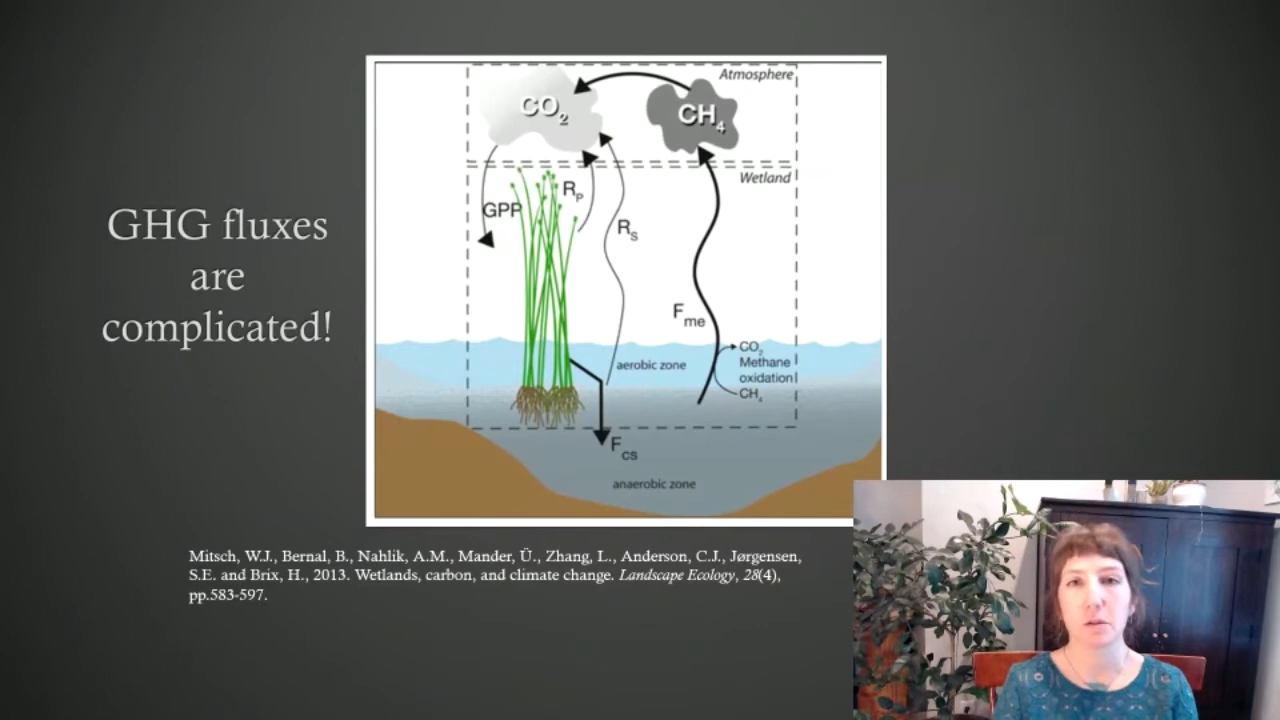 GHG fluxes
are
complicated!
Atmosphere
CO₂
CH₄
Wetland
GPP
Rₚ
Rₛ
Fme
CO₂
Methane
oxidation
CH₄
aerobic zone
Fcs
anaerobic zone
Mitsch, W.J., Bernal, B., Nahlik, A.M., Mander, Ü., Zhang, L., Anderson, C.J., Jørgensen,
S.E. and Brix, H., 2013. Wetlands, carbon, and climate change. Landscape Ecology, 28(4),
pp.583-597.